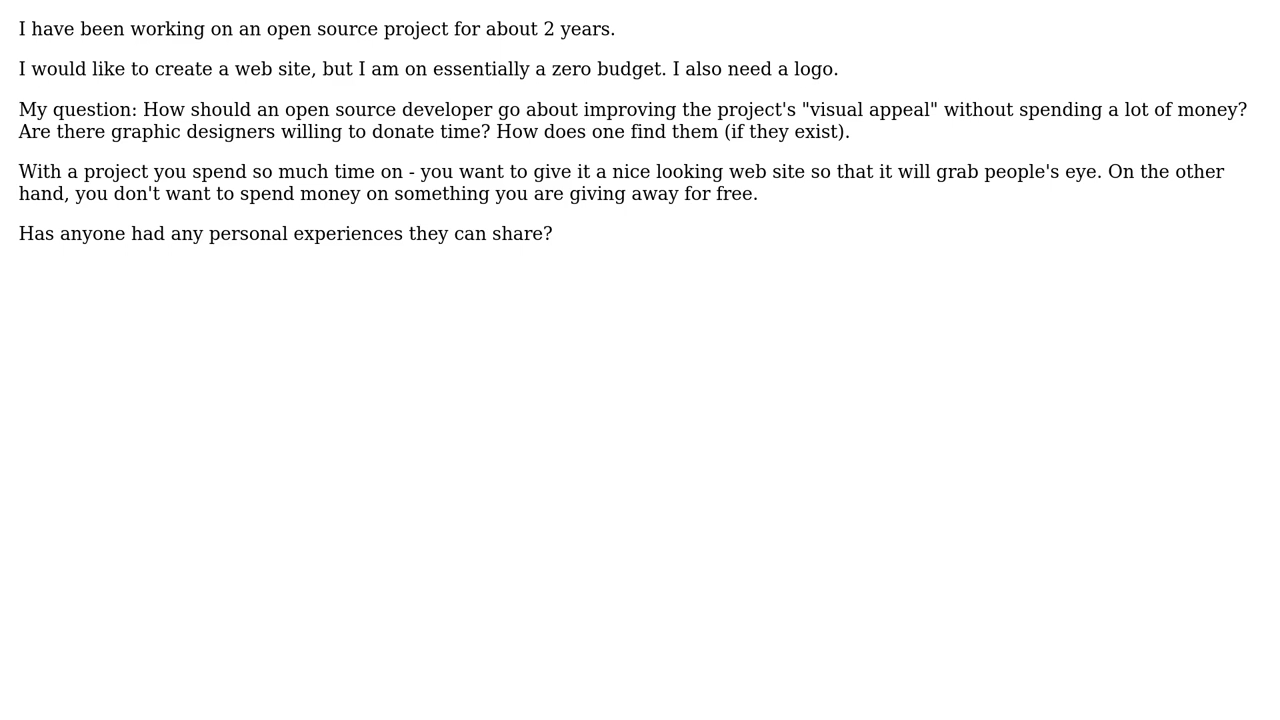 I have been working on an open source project for about 2 years.
I would like to create a web site, but I am on essentially a zero budget. I also need a logo.
My question: How should an open source developer go about improving the project's "visual appeal" without spending a lot of money?
Are there graphic designers willing to donate time? How does one find them (if they exist).
With a project you spend so much time on - you want to give it a nice looking web site so that it will grab people's eye. On the other
hand, you don't want to spend money on something you are giving away for free.
Has anyone had any personal experiences they can share?